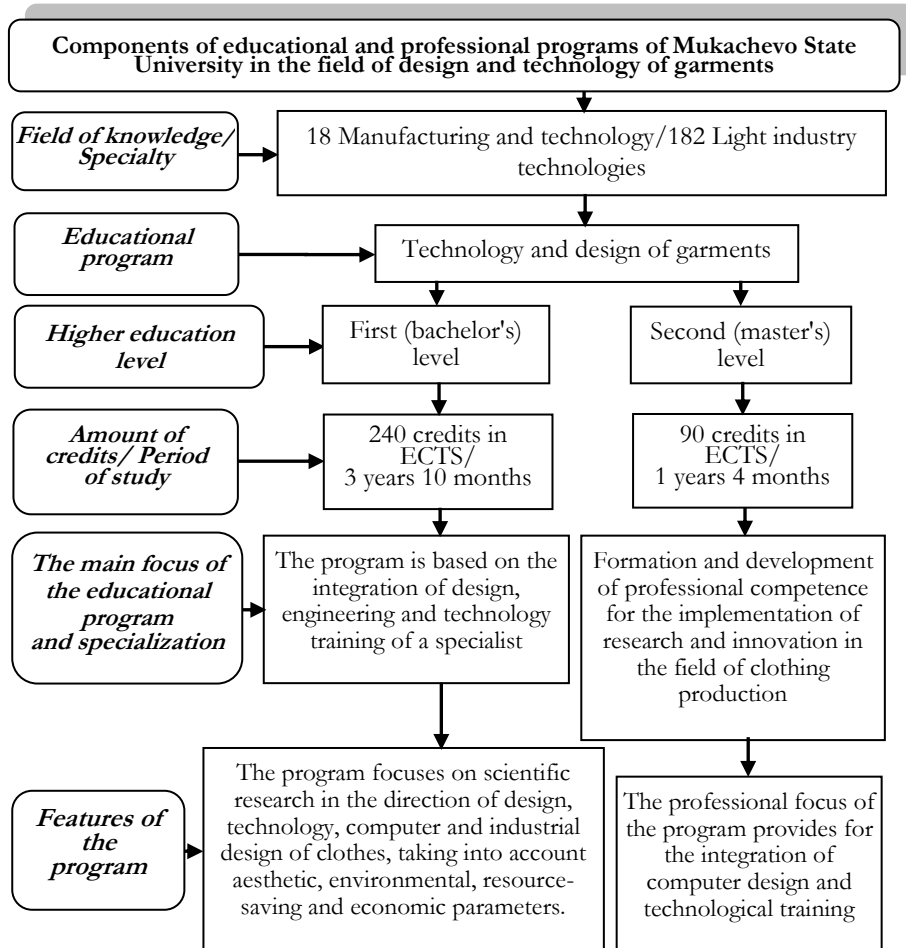 Components of educational and professional programs of Mukachevo State
University in the field of design and technology of garments
Field of knowledge/
Specialty
18 Manufacturing and technology/182 Light industry
technologies
Educational
program
Technology and design of garments
Higher education
level
First (bachelor's)
level
Second (master's)
level
Amount of
credits/ Period
of study
240 credits in
ECTS/
3 years 10 months
90 credits in
ECTS/
1 years 4 months
The main focus of
the educational
program
and specialization
The program is based on the
integration of design,
engineering and technology
training of a specialist
Formation and development
of professional competence
for the implementation of
research and innovation in
the field of clothing
production
Features of
the
program
The program focuses on scientific
research in the direction of design,
technology, computer and industrial
design of clothes, taking into account
aesthetic, environmental, resource-
saving and economic parameters.
The professional focus of
the program provides for
the integration of
computer design and
technological training